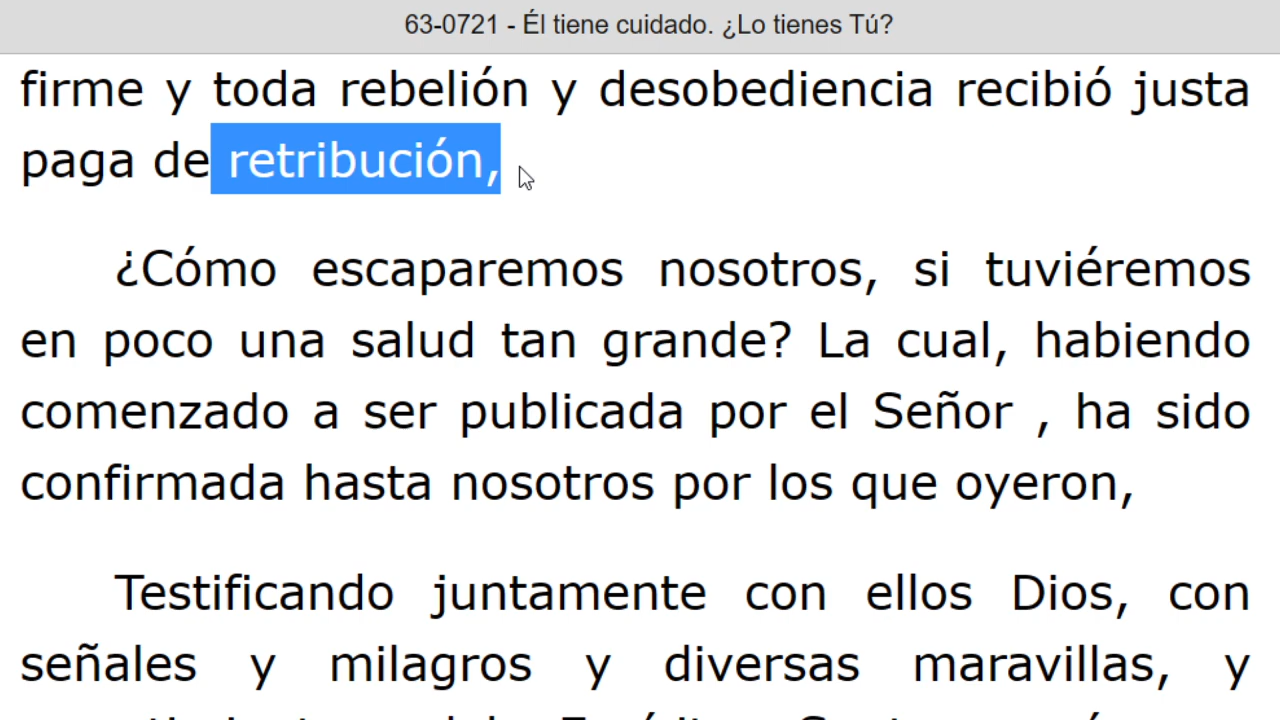 63-0721 - Él tiene cuidado. ¿Lo tienes Tú?
firme y toda rebelión y desobediencia recibió justa
paga de retribución,
¿Cómo escaparemos nosotros, si tuviéremos
en poco una salud tan grande? La cual, habiendo
comenzado a ser publicada por el Señor , ha sido
confirmada hasta nosotros por los que oyeron,
Testificando juntamente con ellos Dios, con
señales y milagros y diversas maravillas, y